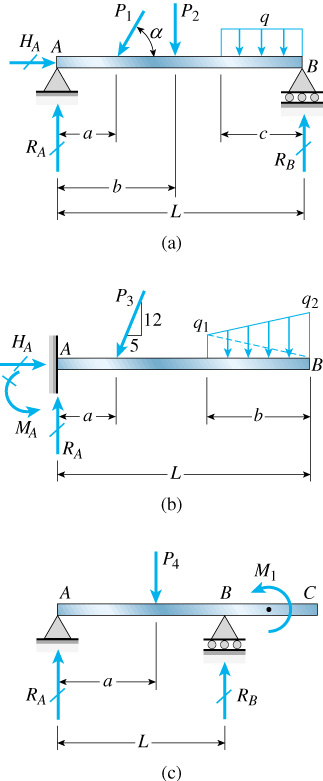 P1 P2 q
HA A α B
a c
RA b RB
L
(a)
P3 q2
12 q1
HA A 5 B
a b
MA RA
L
(b)
P4 M1
A B C
a
RA RB
L
(c)